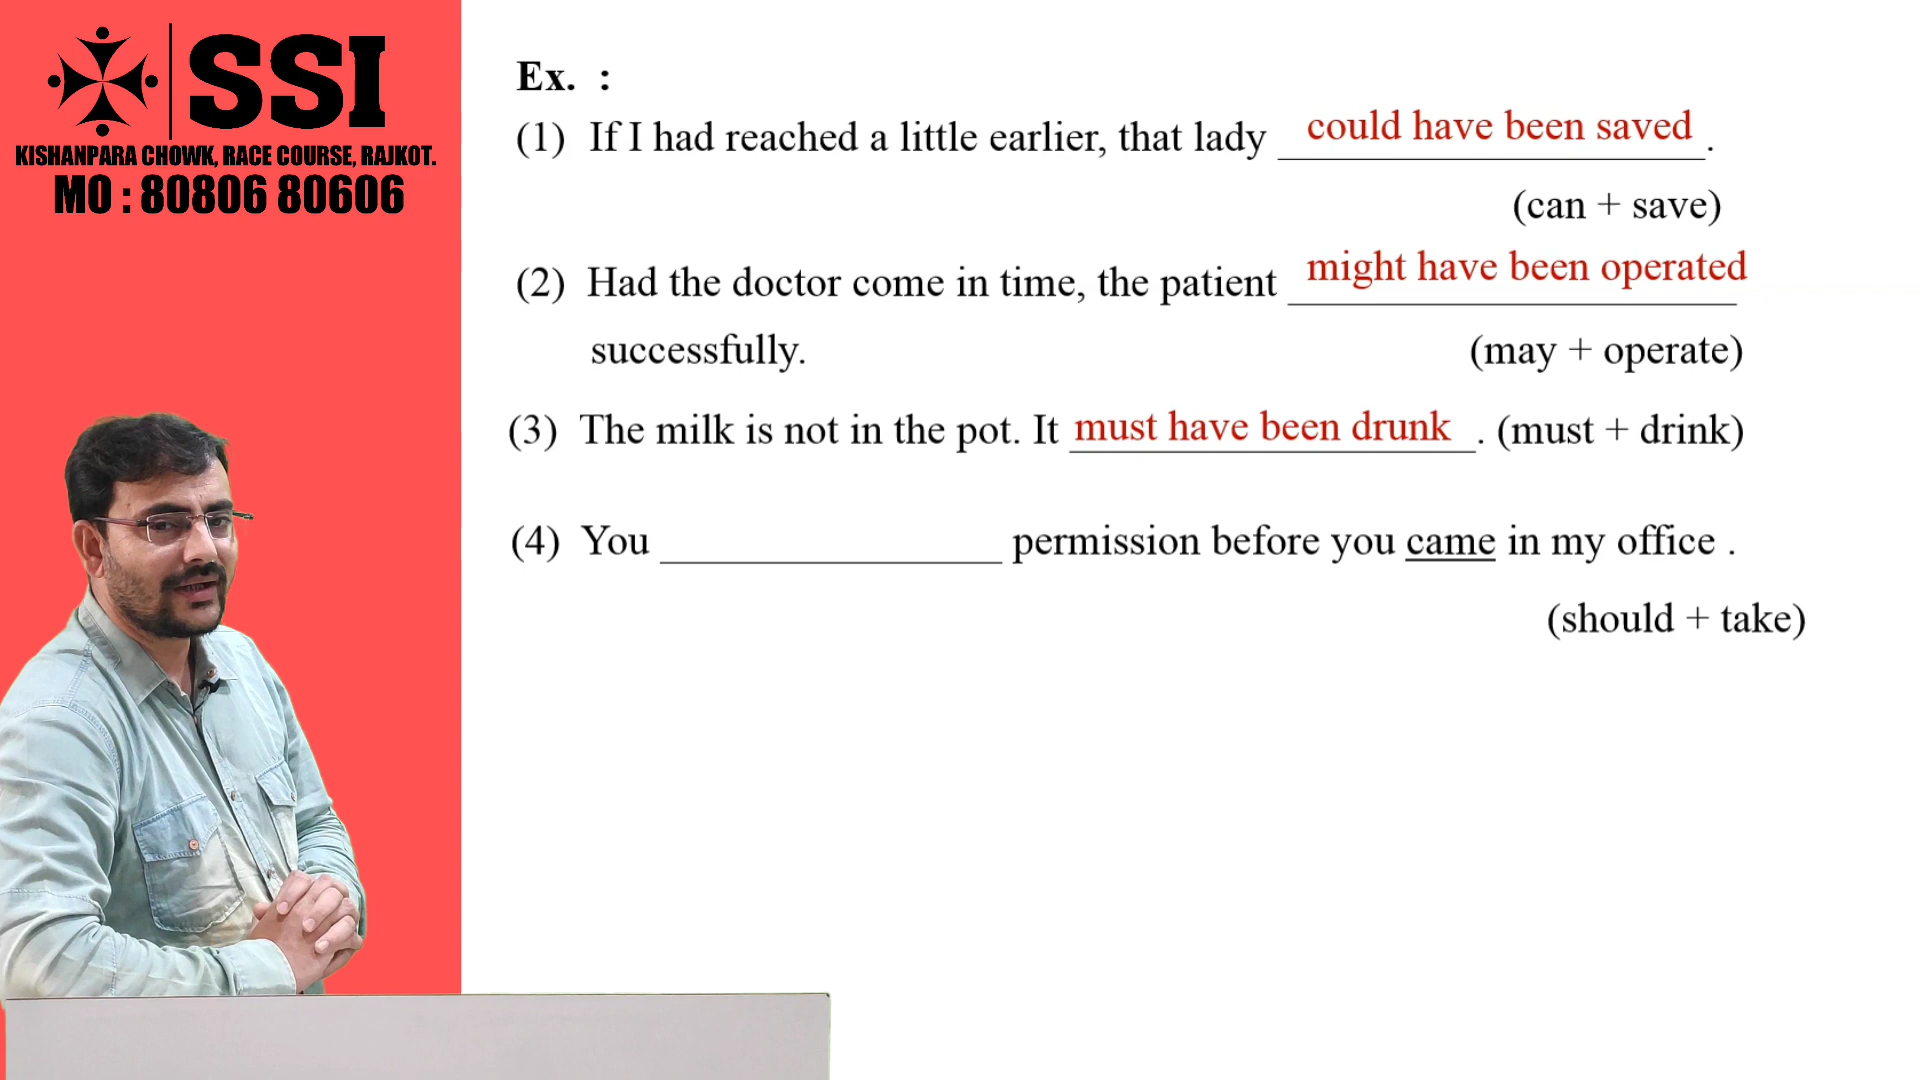 SSI
KISHANPARA CHOWK, RACE COURSE, RAJKOT.
MO : 80806 80606
Ex. :
(1) If I had reached a little earlier, that lady could have been saved.
(can + save)
(2) Had the doctor come in time, the patient might have been operated
successfully. (may + operate)
(3) The milk is not in the pot. It must have been drunk . (must + drink)
(4) You ________________ permission before you came in my office .
(should + take)